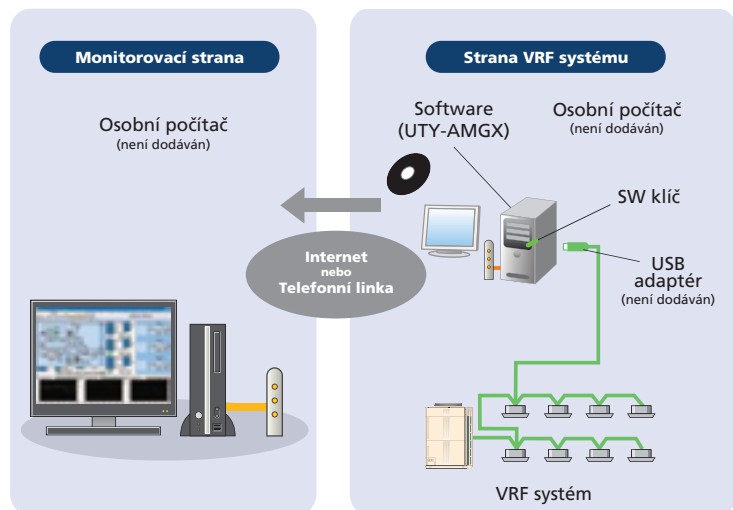 Monitorovací strana
Osobní počítač
(není dodáván)
Internet
nebo
Telefonní linka
Strana VRF systému
Software
(UTY-AMGX)
Osobní počítač
(není dodáván)
SW klíč
USB
adaptér
(není dodáván)
VRF systém